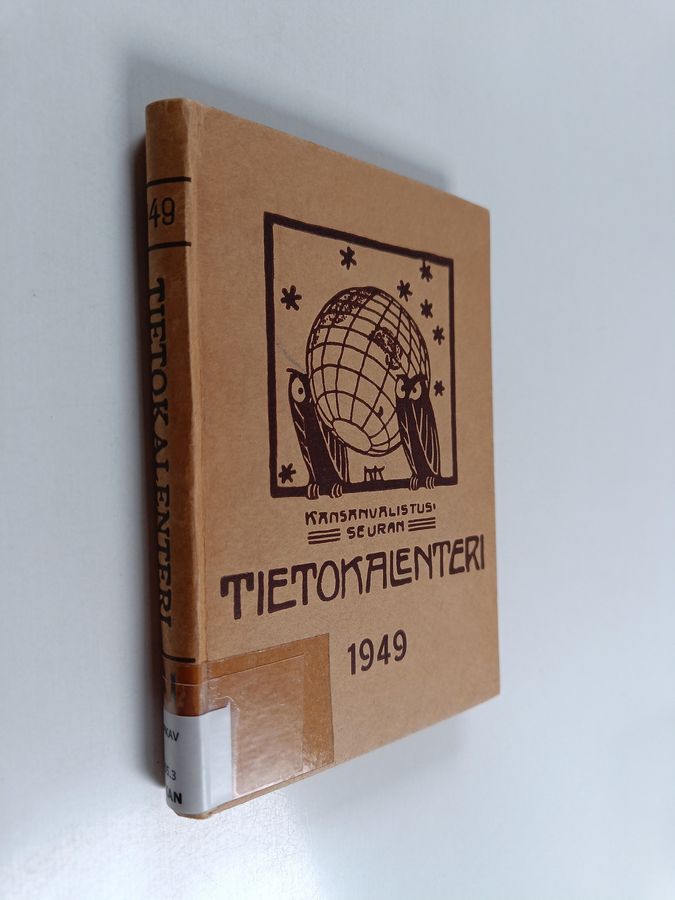 49
TIETOKALENTERI
KANSANVALISTUS-
SEURAN
TIETOKALENTERI
1949